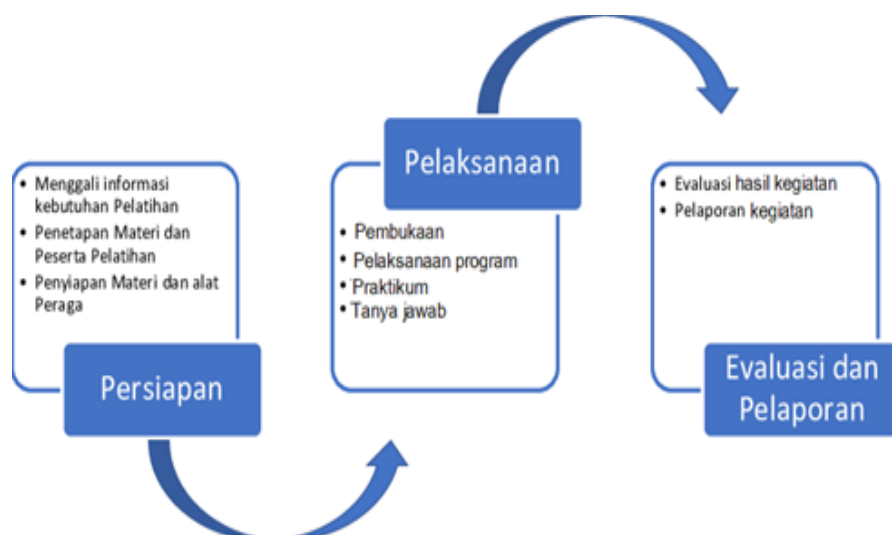 • Menggali informasi
kebutuhan Pelatihan
• Penetapan Materi dan
Peserta Pelatihan
• Penyiapan Materi dan alat
Peraga
Persiapan
Pelaksanaan
• Pembukaan
• Pelaksanaan program
• Praktikum
• Tanya jawab
• Evaluasi hasil kegiatan
• Pelaporan kegiatan
Evaluasi dan
Pelaporan